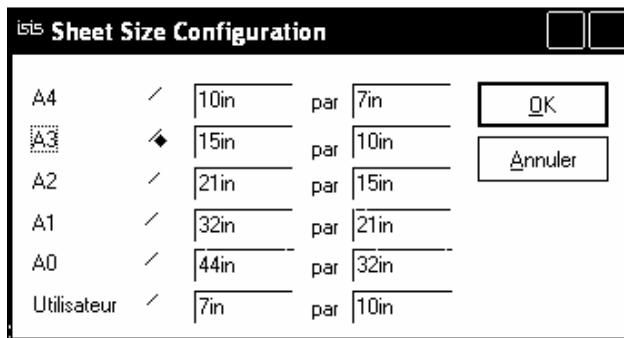 isis Sheet Size Configuration
A4 10in par 7in
OK
A3 15in par 10in
Annuler
A2 21in par 15in
A1 32in par 21in
A0 44in par 32in
Utilisateur 7in par 10in